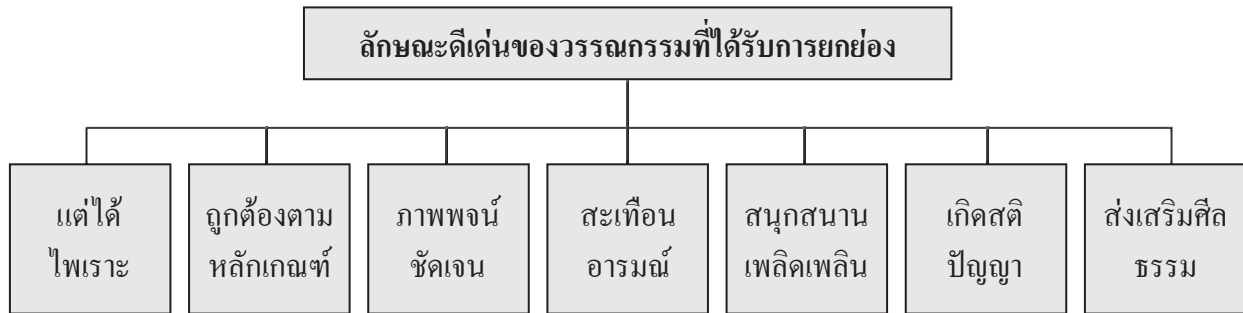 ลักษณะดีเด่นของวรรณกรรมที่ได้รับการยกย่อง
แต่ได้
ไพเราะ
ถูกต้องตาม
หลักเกณฑ์
ภาพพจน์
ชัดเจน
สะเทือน
อารมณ์
สนุกสนาน
เพลิดเพลิน
เกิดสติ
ปัญญา
ส่งเสริมศีล
ธรรม